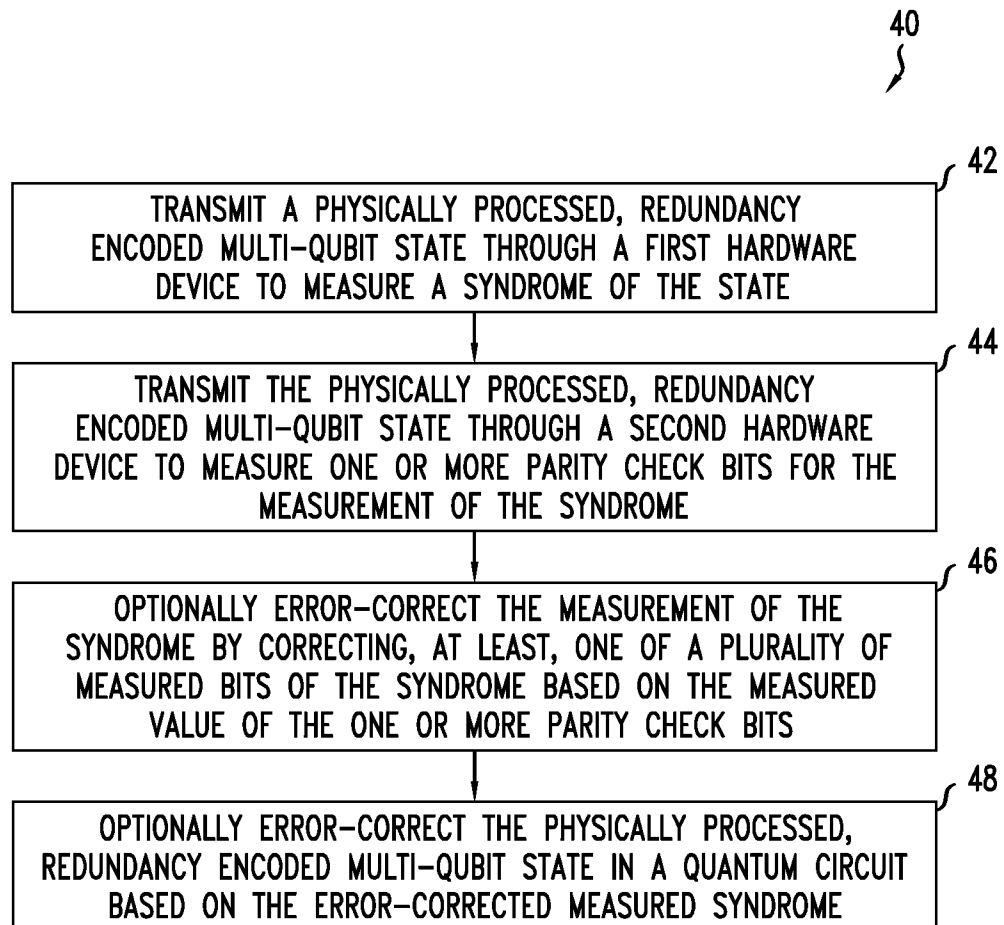 40
42
TRANSMIT A PHYSICALLY PROCESSED, REDUNDANCY
ENCODED MULTI-QUBIT STATE THROUGH A FIRST HARDWARE
DEVICE TO MEASURE A SYNDROME OF THE STATE
44
TRANSMIT THE PHYSICALLY PROCESSED, REDUNDANCY
ENCODED MULTI-QUBIT STATE THROUGH A SECOND HARDWARE
DEVICE TO MEASURE ONE OR MORE PARITY CHECK BITS FOR THE
MEASUREMENT OF THE SYNDROME
46
OPTIONALLY ERROR-CORRECT THE MEASUREMENT OF THE
SYNDROME BY CORRECTING, AT LEAST, ONE OF A PLURALITY OF
MEASURED BITS OF THE SYNDROME BASED ON THE MEASURED
VALUE OF THE ONE OR MORE PARITY CHECK BITS
48
OPTIONALLY ERROR-CORRECT THE PHYSICALLY PROCESSED,
REDUNDANCY ENCODED MULTI-QUBIT STATE IN A QUANTUM CIRCUIT
BASED ON THE ERROR-CORRECTED MEASURED SYNDROME